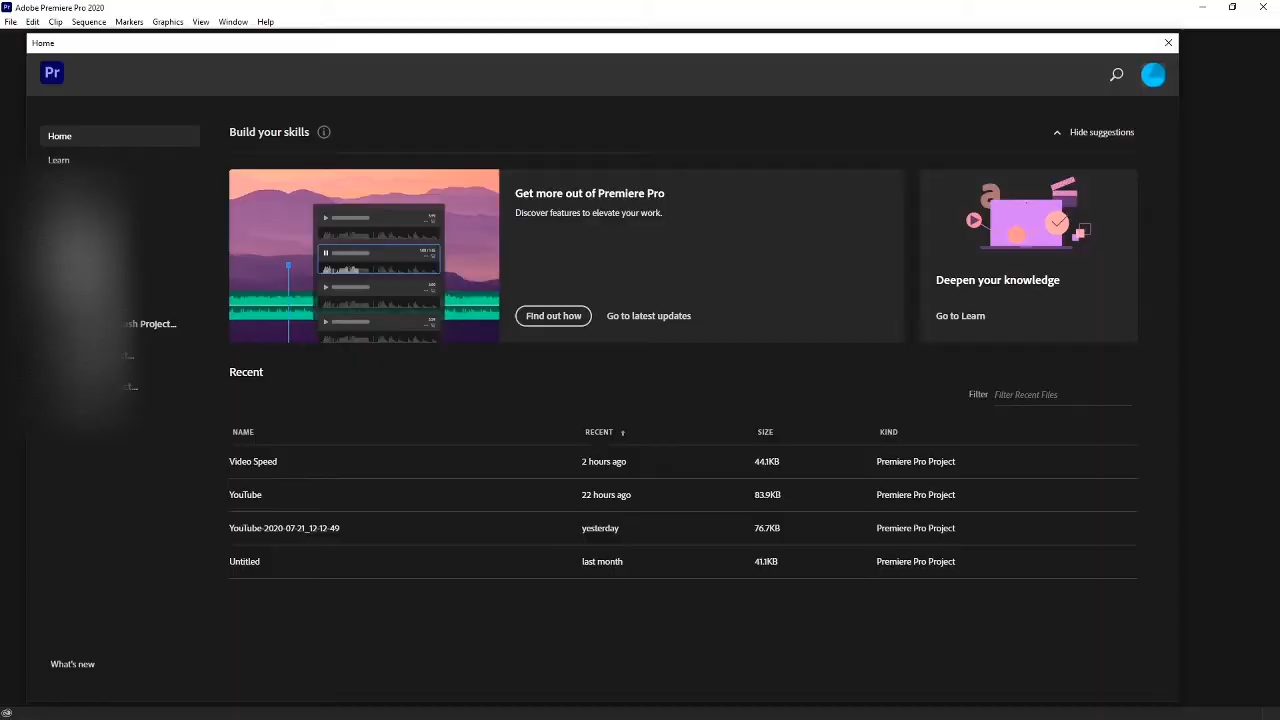 Adobe Premiere Pro 2020
File Edit Clip Sequence Markers Graphics View Window Help
Home
Pr
Home
Learn
Project...
What's new
Build your skills
Hide suggestions
Get more out of Premiere Pro
Discover features to elevate your work.
Find out how
Go to latest updates
Deepen your knowledge
Go to Learn
Recent
Filter Filter Recent Files
NAME RECENT SIZE KIND
Video Speed 2 hours ago 44.1KB Premiere Pro Project
YouTube 22 hours ago 83.9KB Premiere Pro Project
YouTube-2020-07-21_12-12-49 yesterday 76.7KB Premiere Pro Project
Untitled last month 41.1KB Premiere Pro Project